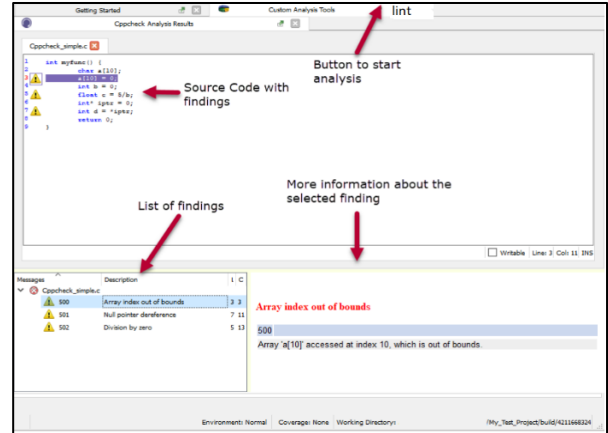 Getting Started
Custom Analysis Tools
lint
Cppcheck Analysis Results
Cppcheck_simple.c
Button to start
analysis
1 int myfunc() {
2 char a[10];
3 a[10] = 0;
4 int b = 0;
5 float c = 5/b;
6 int* iptr = 0;
7 int d = *iptr;
8 return 0;
9 }
Source Code with
findings
List of findings
More information about the
selected finding
Writable Line: 3 Col: 11 INS
Messages Description L C
Cppcheck_simple.c
500 Array index out of bounds 3 3
501 Null pointer dereference 7 11
502 Division by zero 5 13
Array index out of bounds
500
Array 'a[10]' accessed at index 10, which is out of bounds.
Environment: Normal Coverage: None Working Directory: /My_Test_Project/build/4211668324